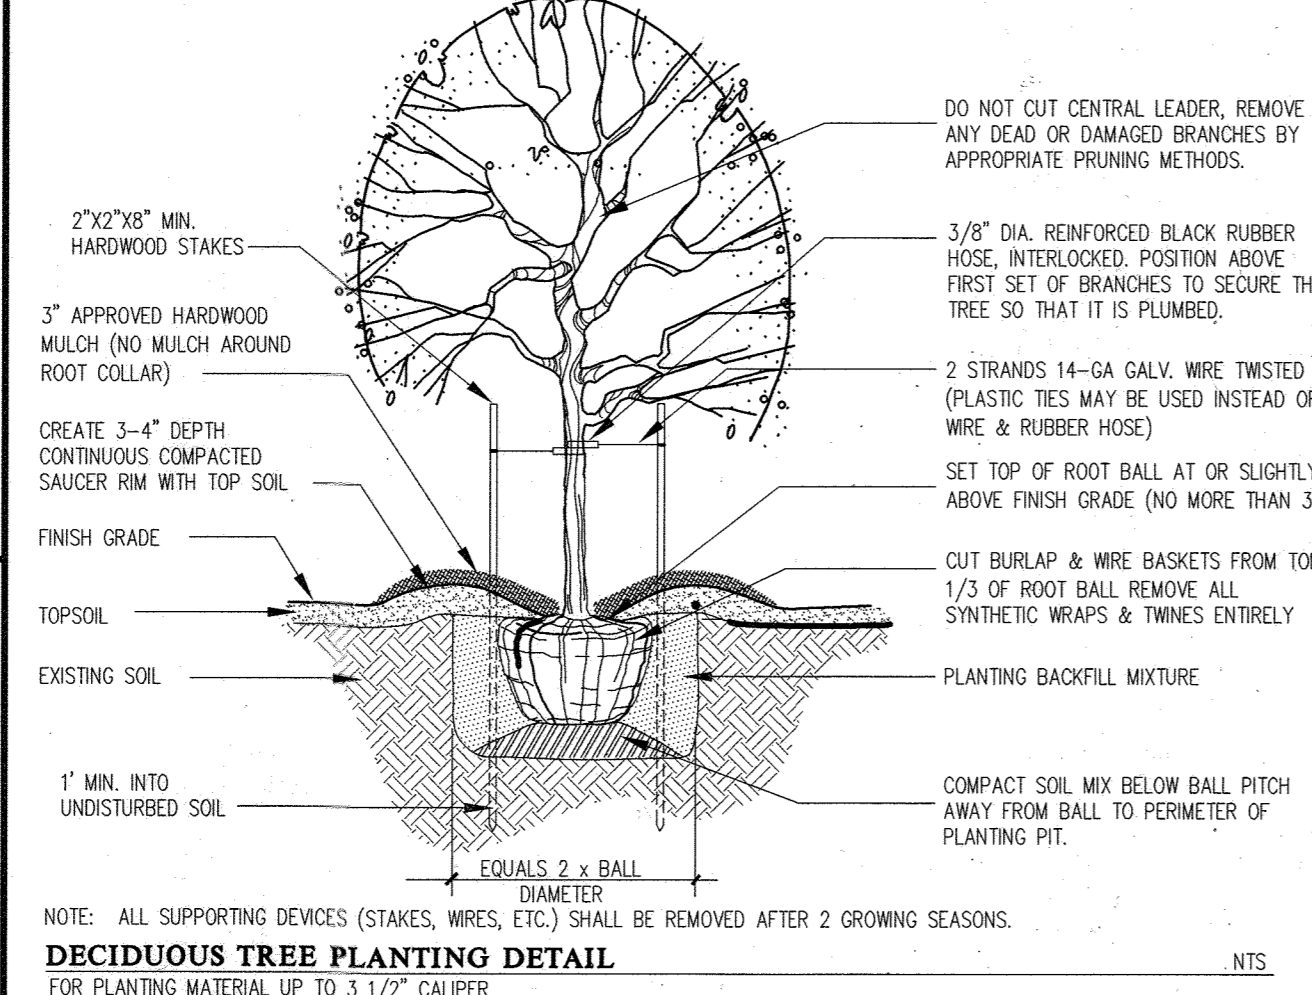 DO NOT CUT CENTRAL LEADER, REMOVE
ANY DEAD OR DAMAGED BRANCHES BY
APPROPRIATE PRUNING METHODS.
2"X2"X8" MIN.
HARDWOOD STAKES
3/8" DIA. REINFORCED BLACK RUBBER
HOSE, INTERLOCKED. POSITION ABOVE
FIRST SET OF BRANCHES TO SECURE TH
TREE SO THAT IT IS PLUMBED.
3" APPROVED HARDWOOD
MULCH (NO MULCH AROUND
ROOT COLLAR)
2 STRANDS 14-GA GALV. WIRE TWISTED
(PLASTIC TIES MAY BE USED INSTEAD OF
WIRE & RUBBER HOSE)
CREATE 3-4" DEPTH
CONTINUOUS COMPACTED
SAUCER RIM WITH TOP SOIL
SET TOP OF ROOT BALL AT OR SLIGHTLY
ABOVE FINISH GRADE (NO MORE THAN 3
FINISH GRADE
CUT BURLAP & WIRE BASKETS FROM TOP
1/3 OF ROOT BALL REMOVE ALL
SYNTHETIC WRAPS & TWINES ENTIRELY
TOPSOIL
EXISTING SOIL
PLANTING BACKFILL MIXTURE
1' MIN. INTO
UNDISTURBED SOIL
COMPACT SOIL MIX BELOW BALL PITCH
AWAY FROM BALL TO PERIMETER OF
PLANTING PIT.
EQUALS 2 x BALL
DIAMETER
NOTE: ALL SUPPORTING DEVICES (STAKES, WIRES, ETC.) SHALL BE REMOVED AFTER 2 GROWING SEASONS.
DECIDUOUS TREE PLANTING DETAIL
NTS
FOR PLANTING MATERIAL UP TO 3 1/2" CALIPER